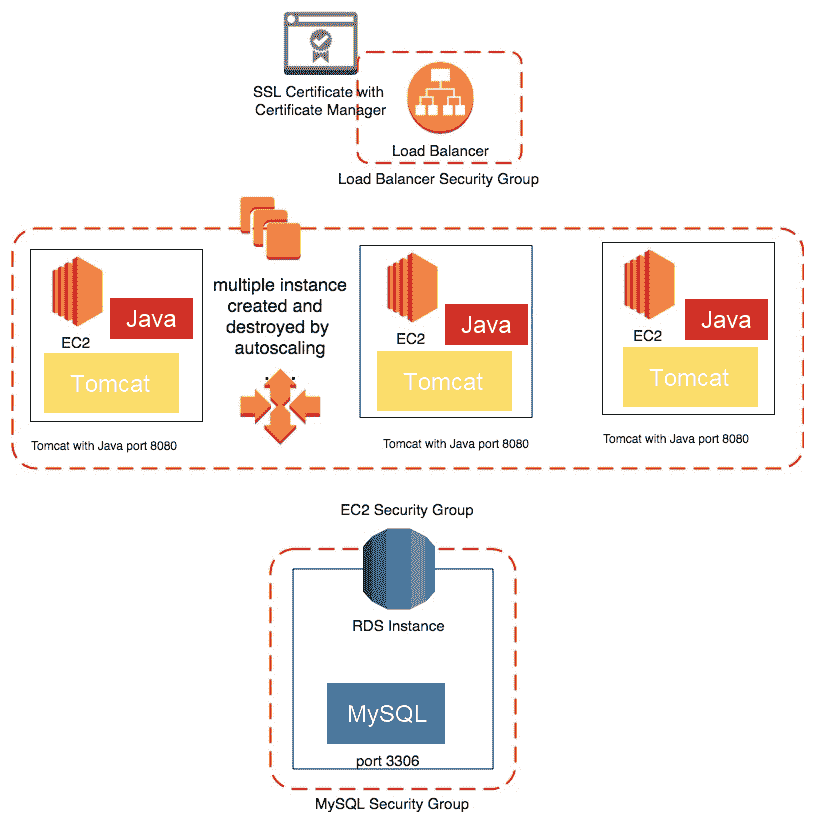 SSL Certificate with
Certificate Manager
Load Balancer
Load Balancer Security Group
multiple instance
created and
destroyed by
autoscaling
EC2
Java
Tomcat
Tomcat with Java port 8080
EC2
Java
Tomcat
Tomcat with Java port 8080
EC2
Java
Tomcat
Tomcat with Java port 8080
EC2 Security Group
RDS Instance
MySQL
port 3306
MySQL Security Group